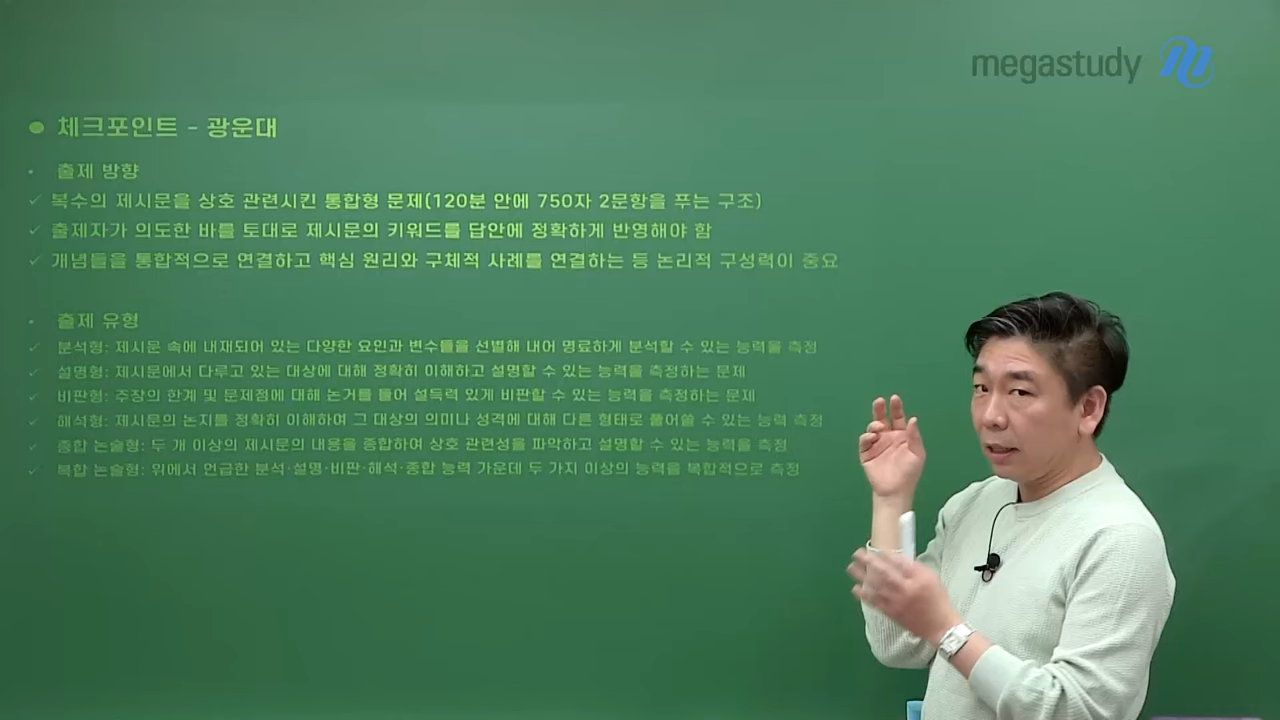 megastudy
● 체크포인트 - 광운대
• 출제 방향
✓ 복수의 제시문을 상호 관련시킨 통합형 문제(120분 안에 750자 2문항을 푸는 구조)
✓ 출제자가 의도한 바를 토대로 제시문의 키워드를 답안에 정확하게 반영해야 함
✓ 개념들을 통합적으로 연결하고 핵심 원리와 구체적 사례를 연결하는 등 논리적 구성력이 중요
• 출제 유형
✓ 분석형: 제시문 속에 내재되어 있는 다양한 요인과 변수들을 선별해 내어 명료하게 분석할 수 있는 능력을 측정
✓ 설명형: 제시문에서 다루고 있는 대상에 대해 정확히 이해하고 설명할 수 있는 능력을 측정하는 문제
✓ 비판형: 주장의 한계 및 문제점에 대해 논거를 들어 설득력 있게 비판할 수 있는 능력을 측정하는 문제
✓ 해석형: 제시문의 논지를 정확히 이해하여 그 대상의 의미나 성격에 대해 다른 형태로 풀어쓸 수 있는 능력 측정
✓ 종합 논술형: 두 개 이상의 제시문의 내용을 종합하여 상호 관련성을 파악하고 설명할 수 있는 능력을 측정
✓ 복합 논술형: 위에서 언급한 분석·설명·비판·해석·종합 능력 가운데 두 가지 이상의 능력을 복합적으로 측정